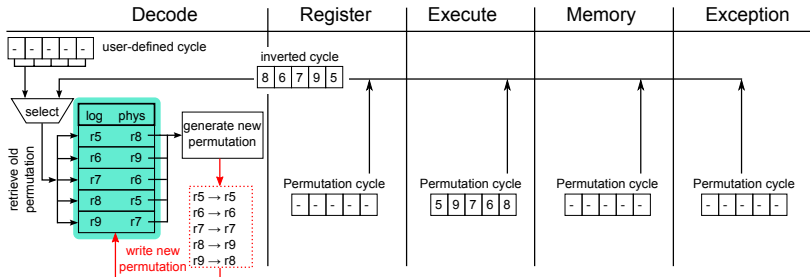 Decode Register Execute Memory Exception
user-defined cycle
- - - - -
inverted cycle
8 6 7 9 5
select
log phys
r5 r8
r6 r9
r7 r6
r8 r5
r9 r7
retrieve old
permutation
generate new
permutation
r5 → r5
r6 → r6
r7 → r7
r8 → r9
r9 → r8
write new
permutation
Permutation cycle
- - - - -
Permutation cycle
5 9 7 6 8
Permutation cycle
- - - - -
Permutation cycle
- - - - -